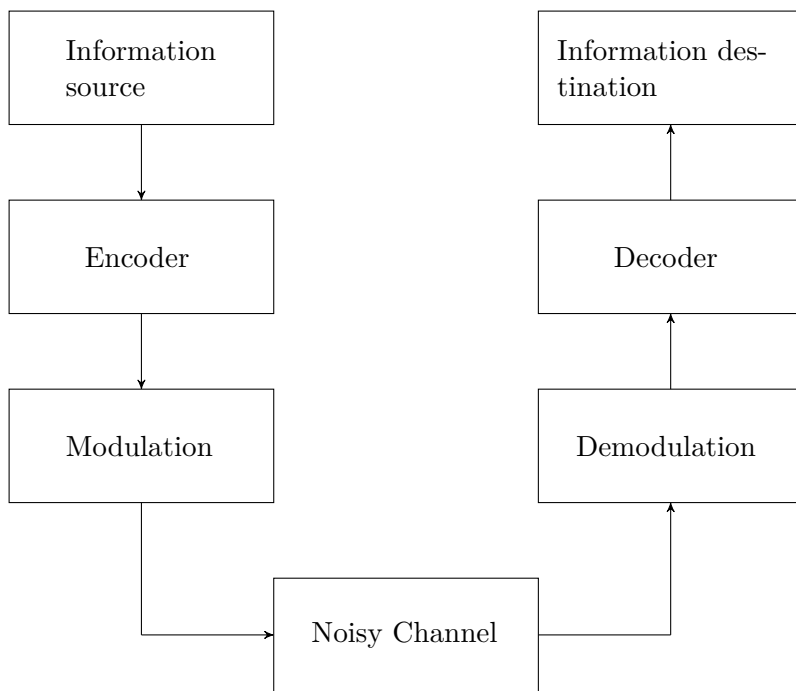 Information
source
Encoder
Modulation
Noisy Channel
Demodulation
Decoder
Information des-
tination